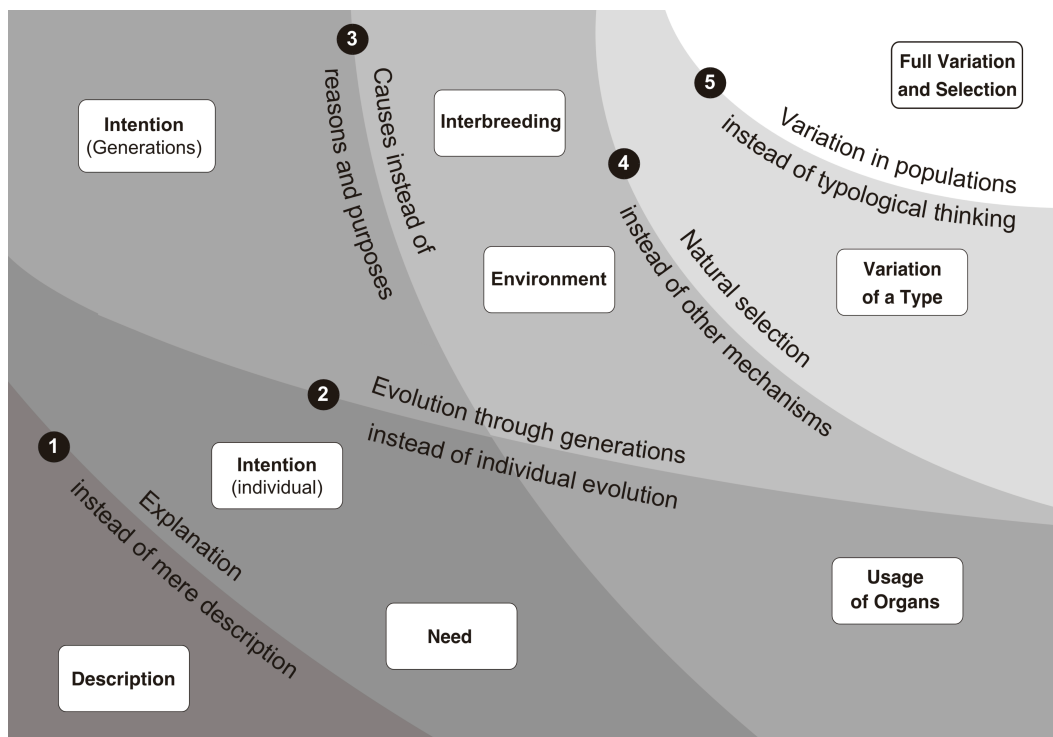 3
Causes instead of
reasons and purposes
5
Variation in populations
instead of typological thinking
Full Variation
and Selection
Intention
(Generations)
Interbreeding
4
Natural selection
instead of other mechanisms
Environment
Variation
of a Type
2
Evolution through generations
instead of individual evolution
1
Explanation
instead of mere description
Intention
(individual)
Usage
of Organs
Need
Description